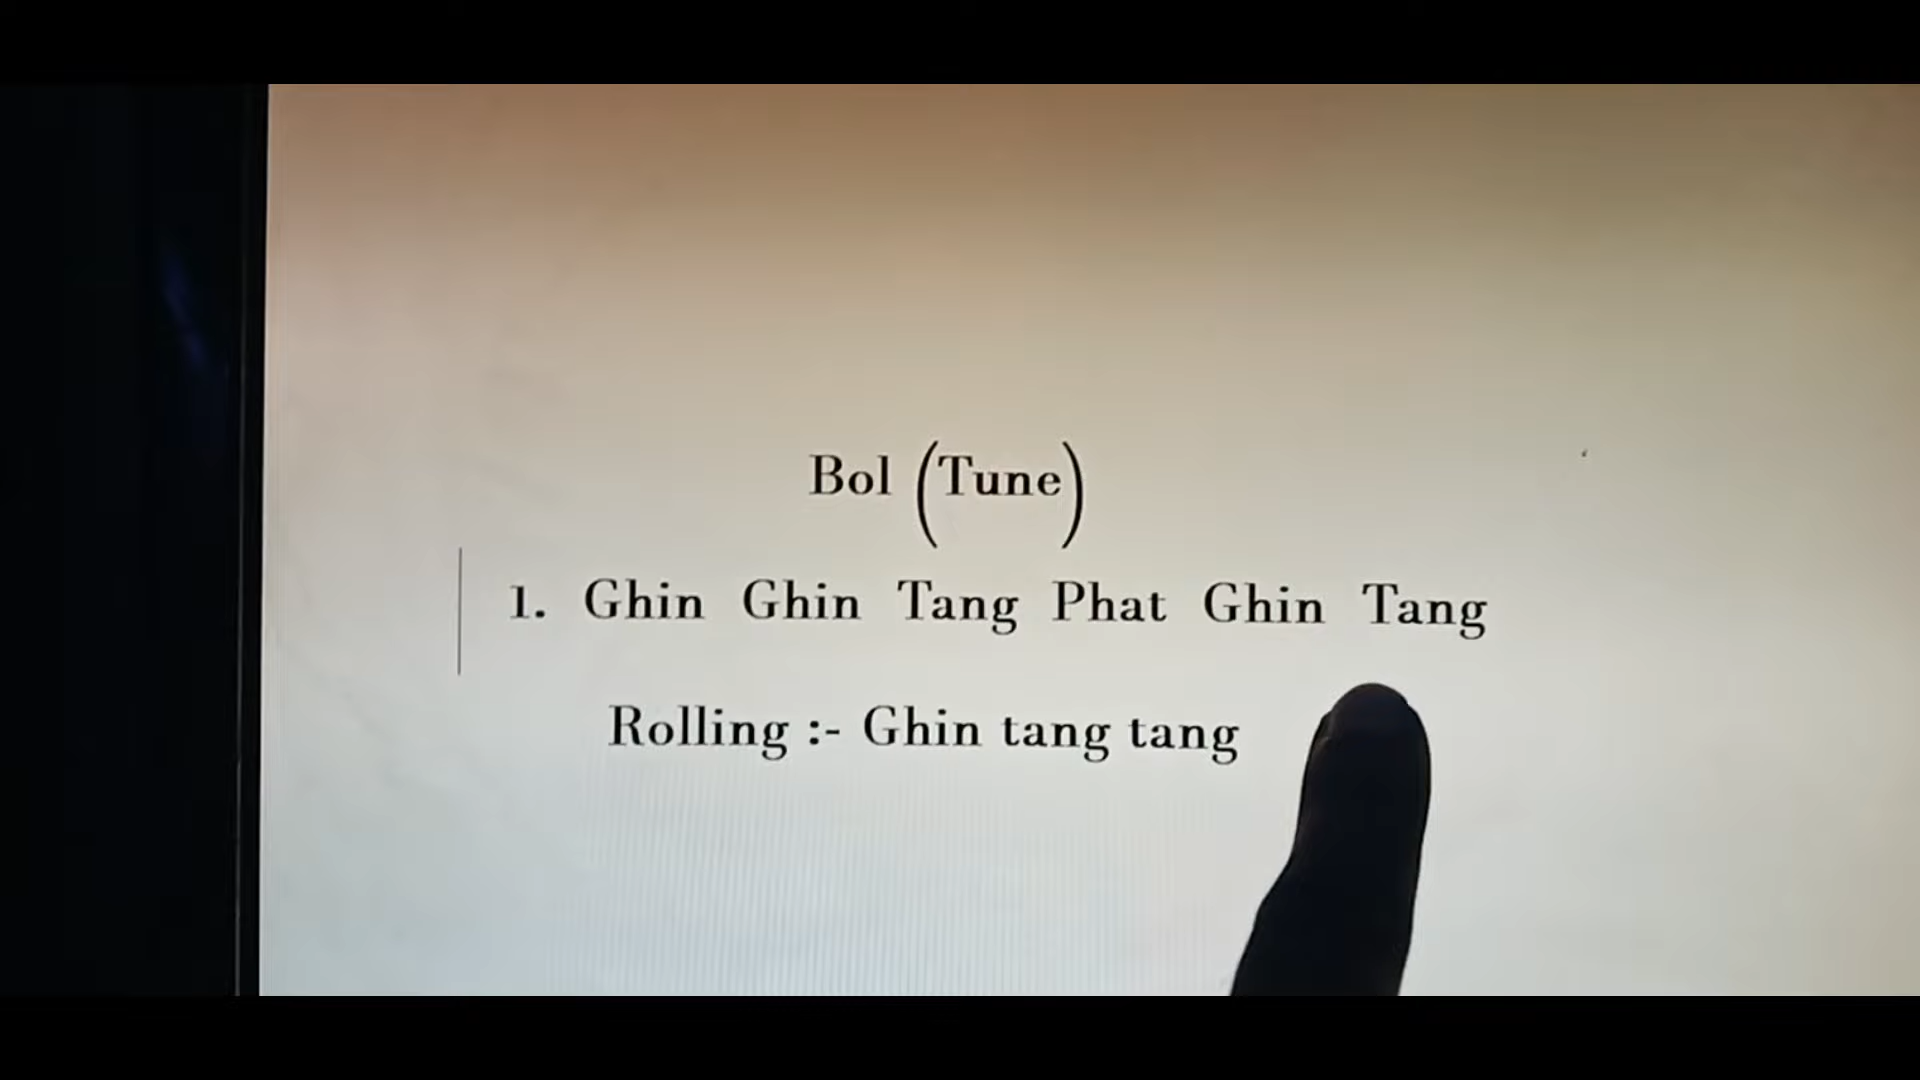 Bol (Tune)
1. Ghin Ghin Tang Phat Ghin Tang
Rolling :- Ghin tang tang